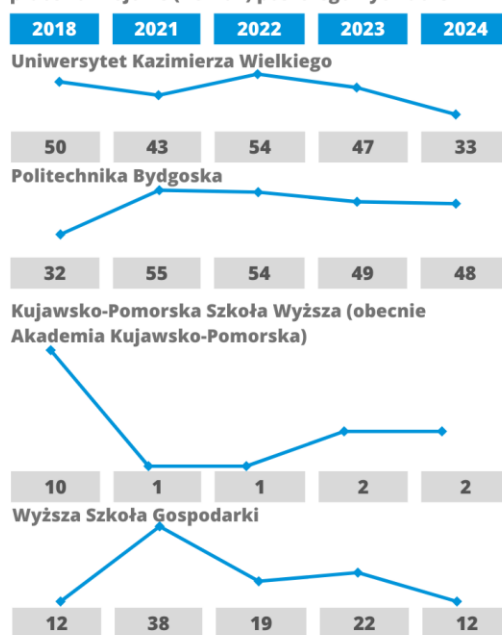 2018 2021 2022 2023 2024
Uniwersytet Kazimierza Wielkiego
50 43 54 47 33
Politechnika Bydgoska
32 55 54 49 48
Kujawsko-Pomorska Szkoła Wyższa (obecnie
Akademia Kujawsko-Pomorska)
10 1 1 2 2
Wyższa Szkoła Gospodarki
12 38 19 22 12